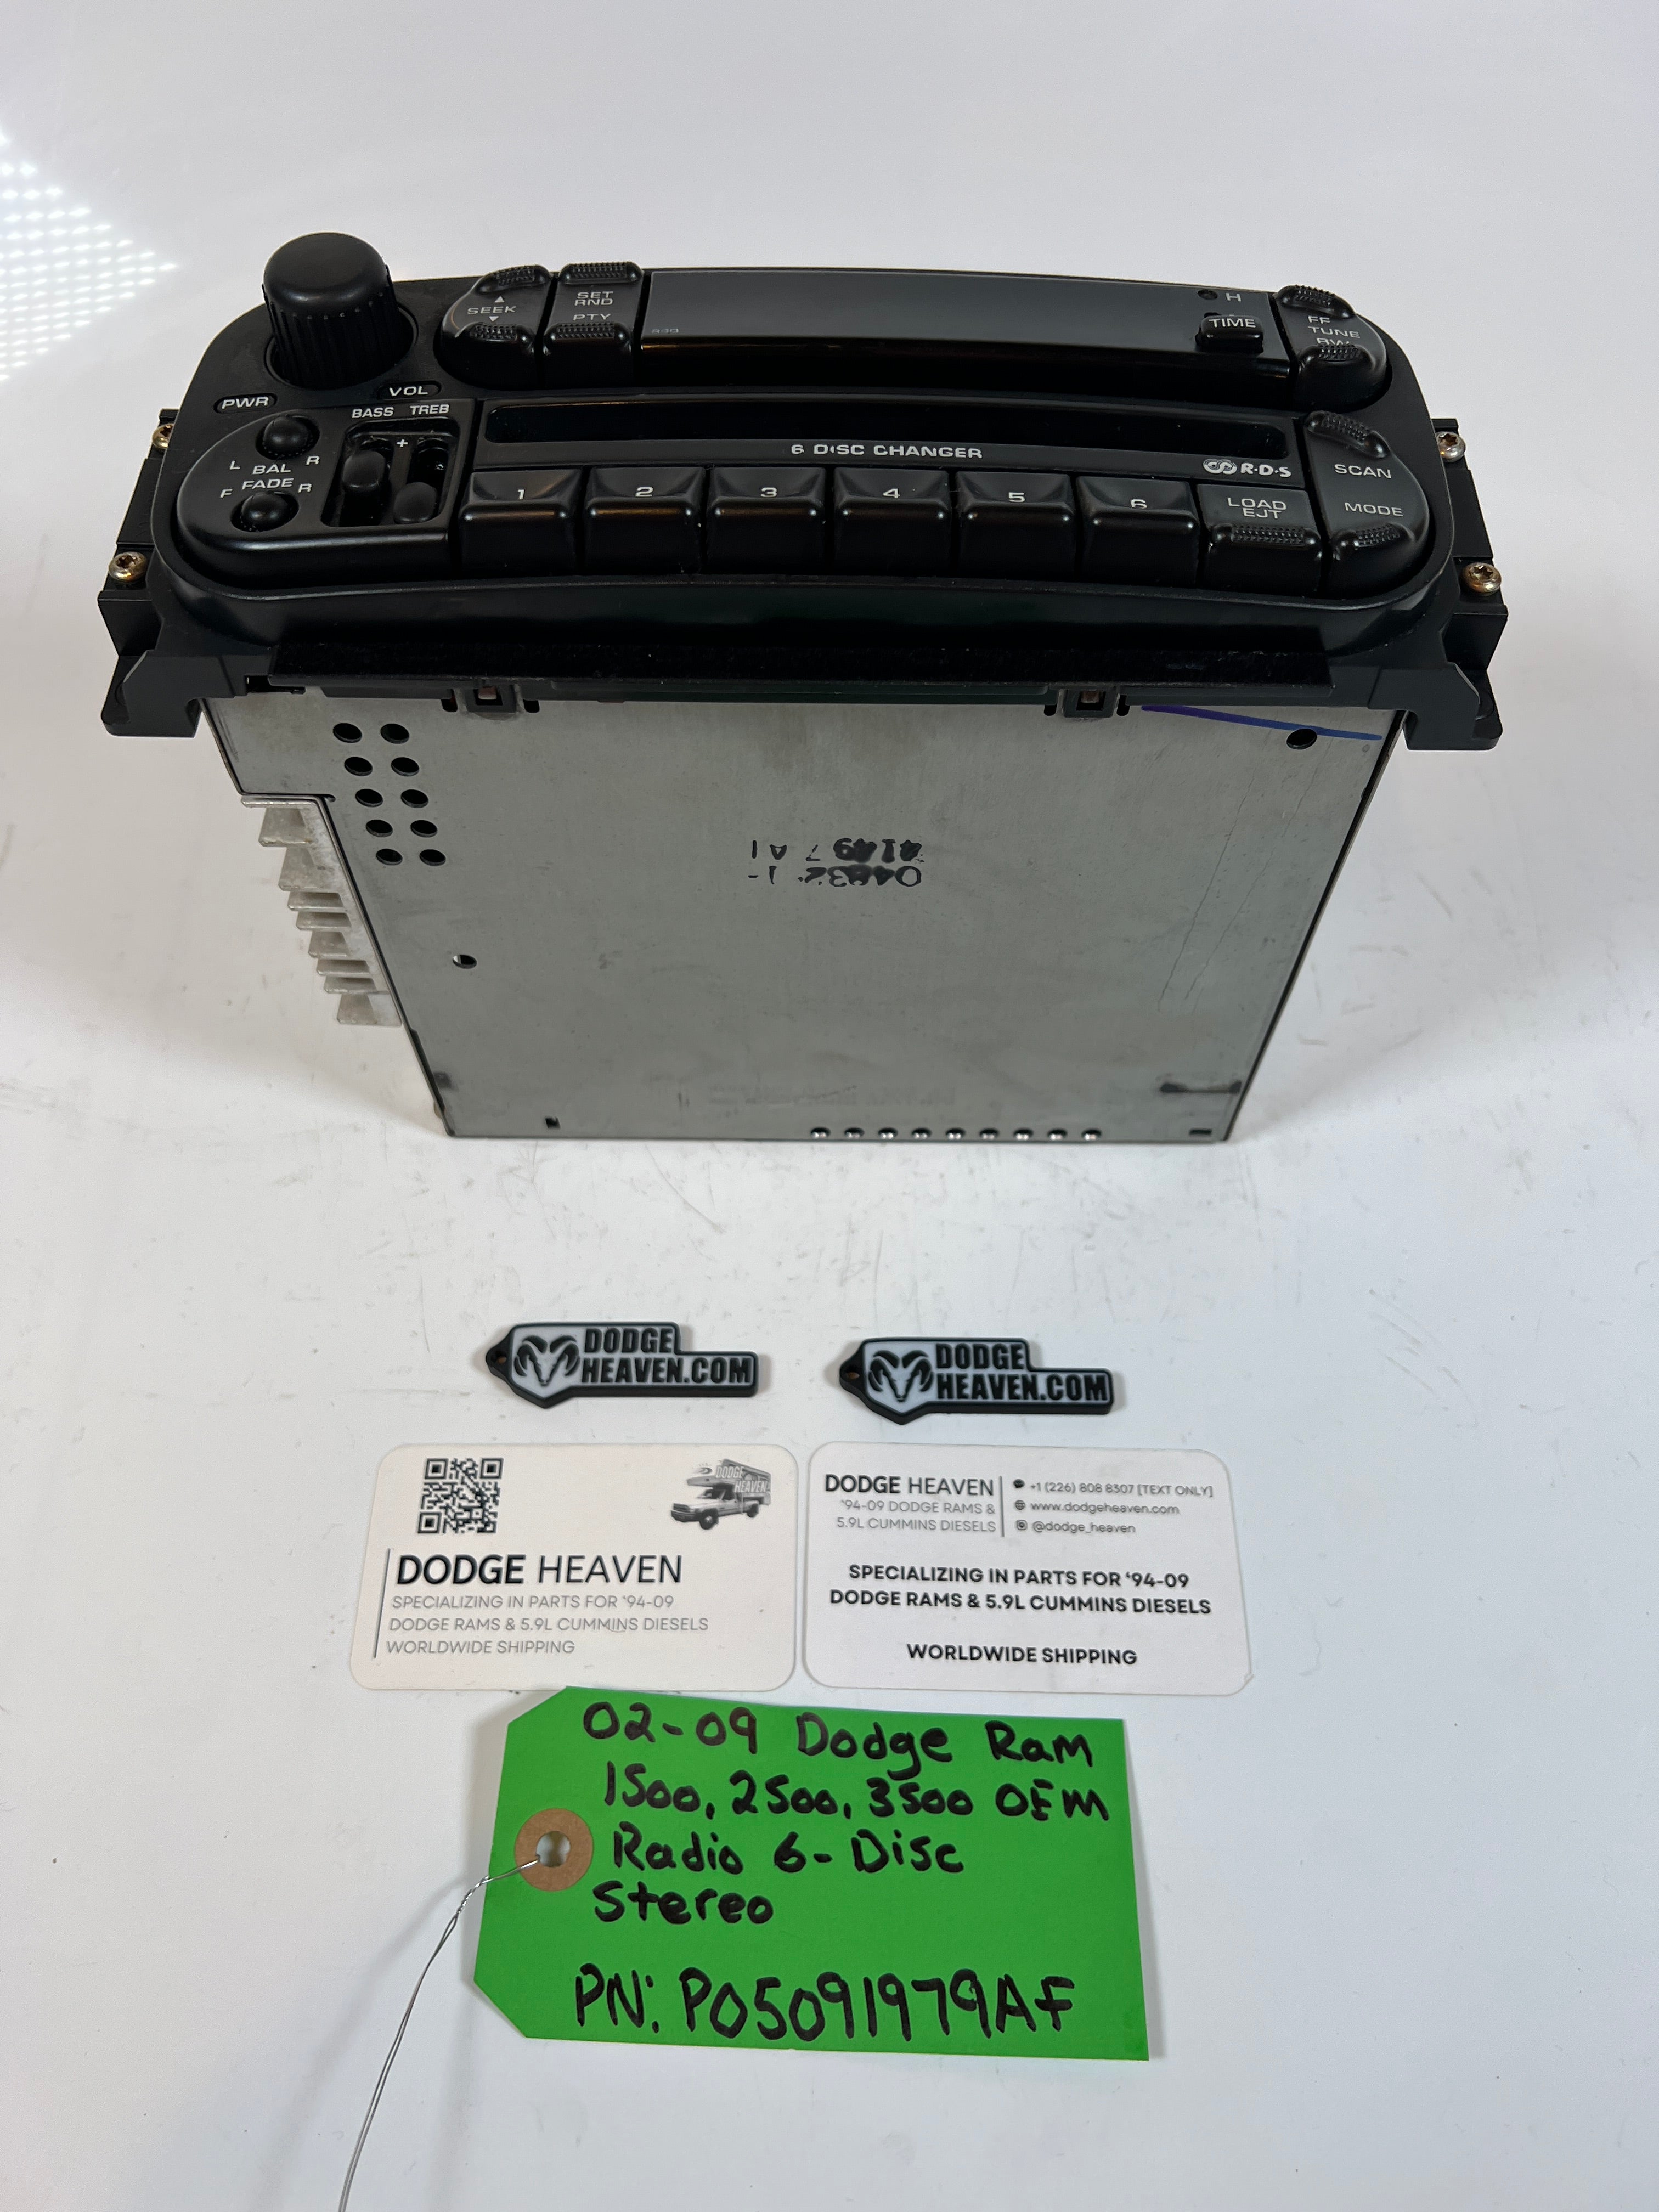 SEEK
SET
RND
PTY
H
TIME
FF
TUNE
RW
PWR
VOL
BASS TREB
+
L BAL R
F FADE R
6 DISC CHANGER
R·D·S
SCAN
MODE
1 2 3 4 5 6
LOAD
EJT
DODGE
HEAVEN.COM
DODGE
HEAVEN.COM
DODGE
HEAVEN
DODGE HEAVEN
SPECIALIZING IN PARTS FOR '94-09
DODGE RAMS & 5.9L CUMMINS DIESELS
WORLDWIDE SHIPPING
DODGE HEAVEN
'94-09 DODGE RAMS &
5.9L CUMMINS DIESELS
+1 (226) 808 8307 [TEXT ONLY]
www.dodgeheaven.com
@dodge_heaven
SPECIALIZING IN PARTS FOR '94-09
DODGE RAMS & 5.9L CUMMINS DIESELS
WORLDWIDE SHIPPING
02-09 Dodge Ram
1500, 2500, 3500 OEM
Radio 6-Disc
Stereo
PN: P05091979AF